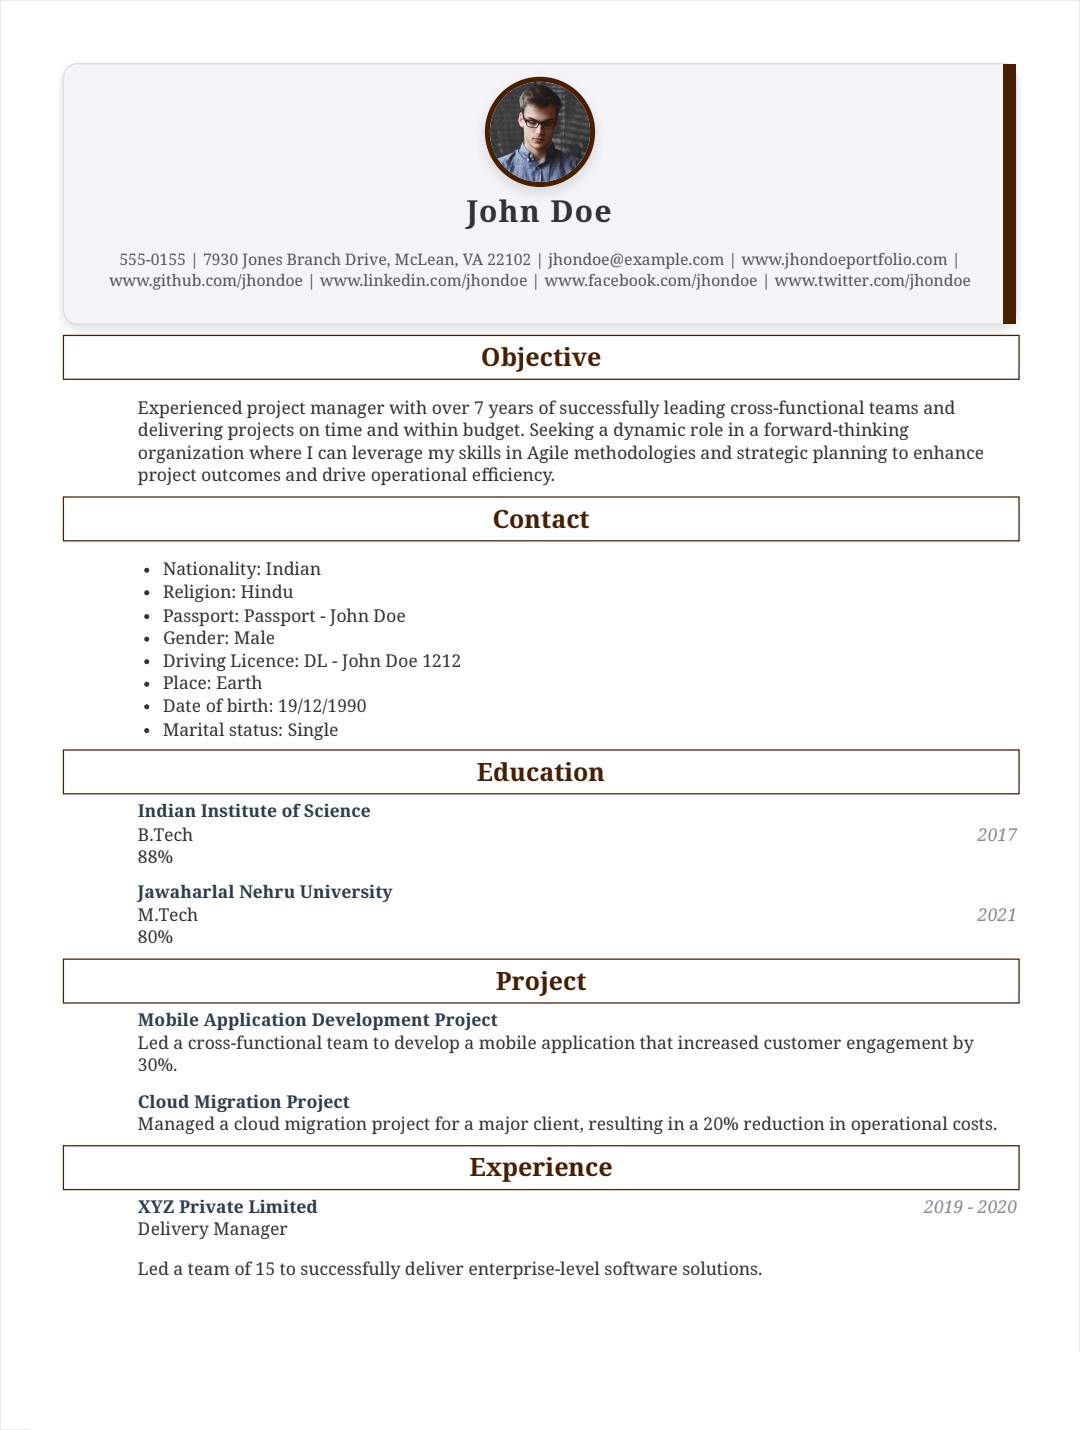 John Doe
555-0155 | 7930 Jones Branch Drive, McLean, VA 22102 | jhondoe@example.com | www.jhondoeportfolio.com |
www.github.com/jhondoe | www.linkedin.com/jhondoe | www.facebook.com/jhondoe | www.twitter.com/jhondoe
Objective
Experienced project manager with over 7 years of successfully leading cross-functional teams and
delivering projects on time and within budget. Seeking a dynamic role in a forward-thinking
organization where I can leverage my skills in Agile methodologies and strategic planning to enhance
project outcomes and drive operational efficiency.
Contact
• Nationality: Indian
• Religion: Hindu
• Passport: Passport - John Doe
• Gender: Male
• Driving Licence: DL - John Doe 1212
• Place: Earth
• Date of birth: 19/12/1990
• Marital status: Single
Education
Indian Institute of Science
B.Tech 2017
88%
Jawaharlal Nehru University
M.Tech 2021
80%
Project
Mobile Application Development Project
Led a cross-functional team to develop a mobile application that increased customer engagement by
30%.
Cloud Migration Project
Managed a cloud migration project for a major client, resulting in a 20% reduction in operational costs.
Experience
XYZ Private Limited 2019 - 2020
Delivery Manager
Led a team of 15 to successfully deliver enterprise-level software solutions.